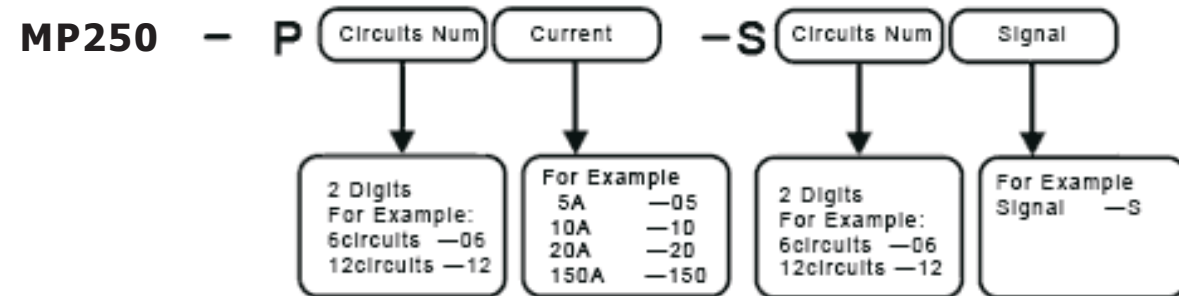 MP250 - P Circuits Num Current -S Circuits Num Signal
2 Digits
For Example:
6circuits —06
12circuits —12
For Example
5A —05
10A —10
20A —20
150A —150
2 Digits
For Example:
6circuits —06
12circuits —12
For Example
Signal —S